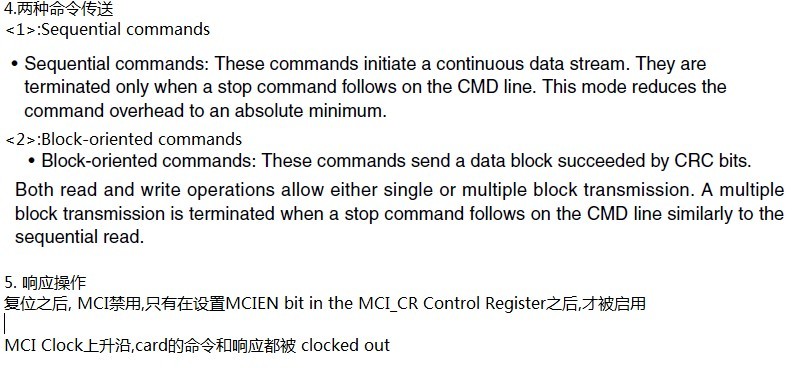 4.两种命令传送
<1>:Sequential commands
• Sequential commands: These commands initiate a continuous data stream. They are
terminated only when a stop command follows on the CMD line. This mode reduces the
command overhead to an absolute minimum.
<2>:Block-oriented commands
• Block-oriented commands: These commands send a data block succeeded by CRC bits.
Both read and write operations allow either single or multiple block transmission. A multiple
block transmission is terminated when a stop command follows on the CMD line similarly to the
sequential read.
5. 响应操作
复位之后, MCI禁用,只有在设置MCIEN bit in the MCI_CR Control Register之后,才被启用
MCI Clock上升沿,card的命令和响应都被 clocked out